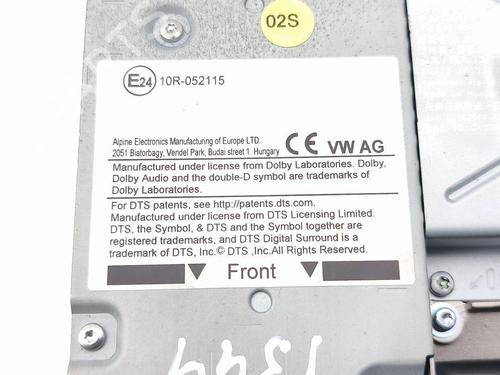 02S
E24 10R-052115
Alpine Electronics Manufacturing of Europe LTD.
2051 Biatorbagy, Vendel Park, Budai street 1. Hungary
CE VW AG
Manufactured under license from Dolby Laboratories. Dolby,
Dolby Audio and the double-D symbol are trademarks of
Dolby Laboratories.
For DTS patents, see http://patents.dts.com.
Manufactured under license from DTS Licensing Limited.
DTS, the Symbol, & DTS and the Symbol together are
registered trademarks, and DTS Digital Surround is a
trademark of DTS, Inc.© DTS ,Inc.All Rights Reserved.
Front